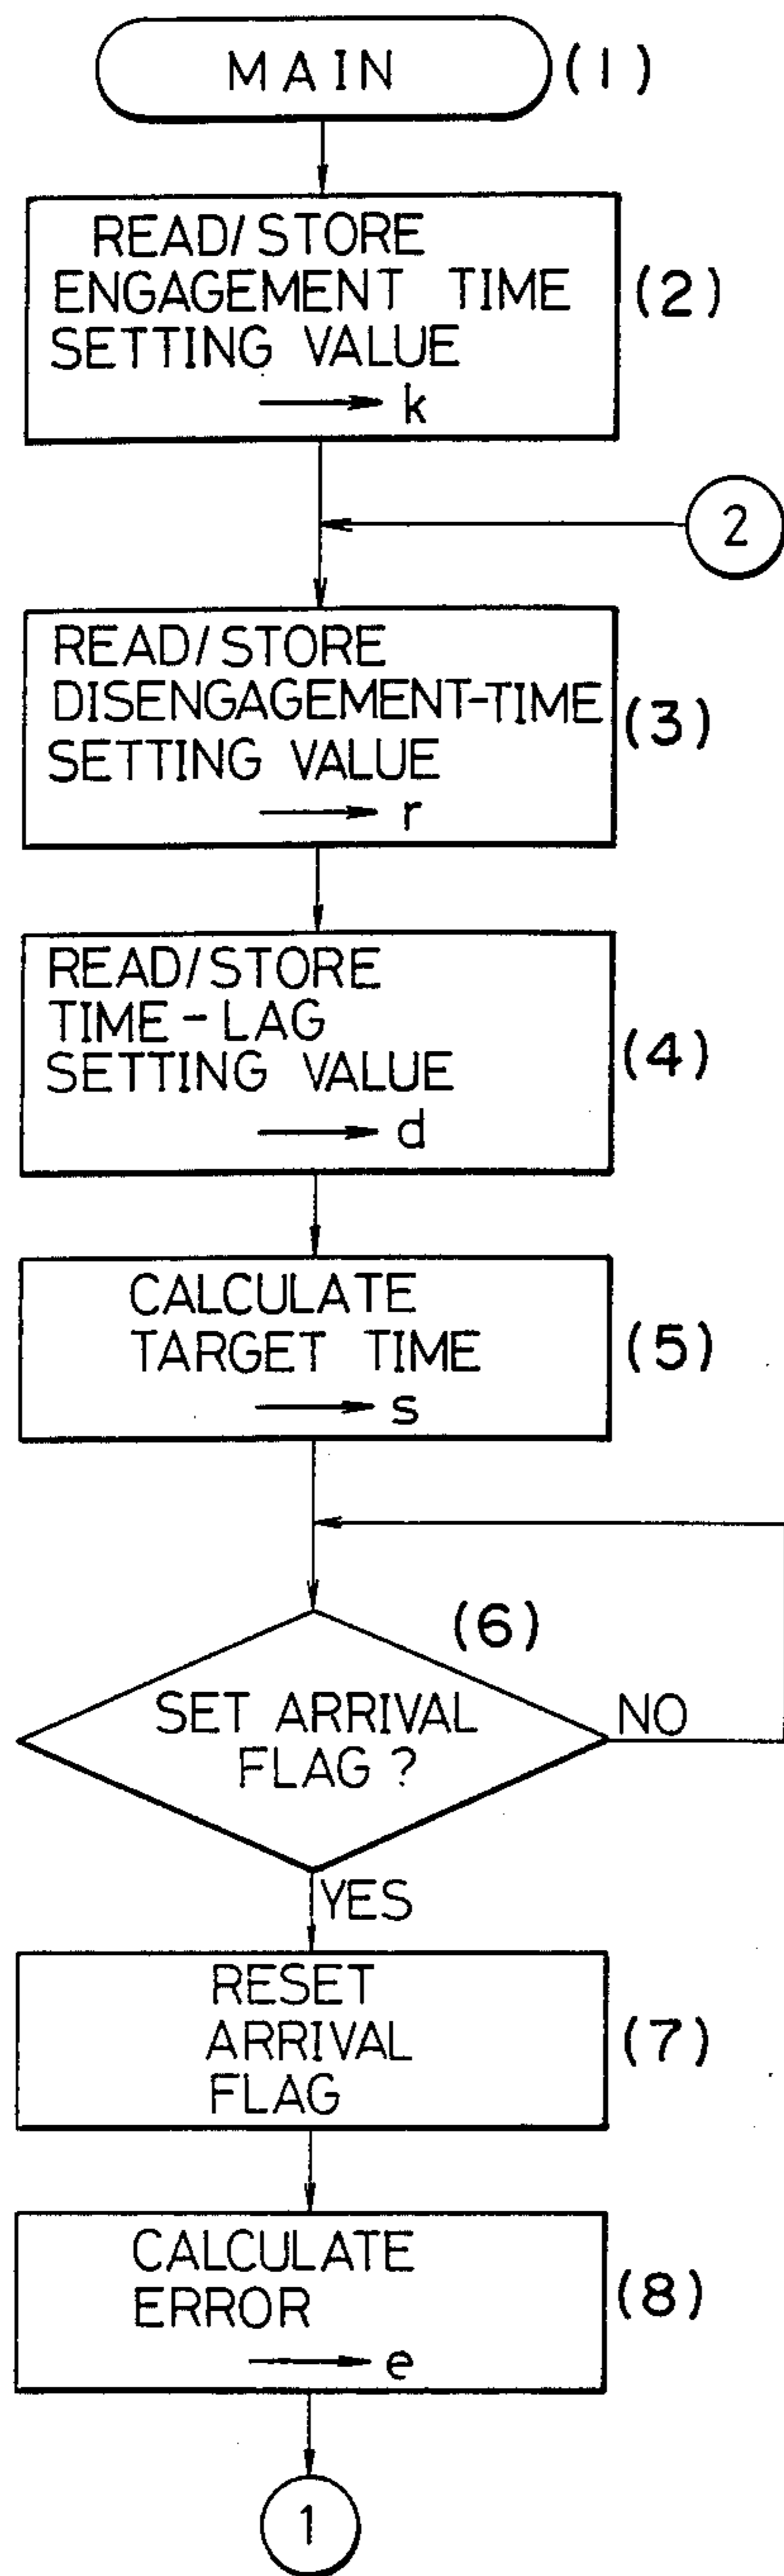 MAIN (1)
READ/STORE
ENGAGEMENT TIME
SETTING VALUE
→ k
(2)
2
READ/STORE
DISENGAGEMENT-TIME
SETTING VALUE
→ r
(3)
READ/STORE
TIME-LAG
SETTING VALUE
→ d
(4)
CALCULATE
TARGET TIME
→ s
(5)
(6)
SET ARRIVAL
FLAG?
NO
YES
RESET
ARRIVAL
FLAG
(7)
CALCULATE
ERROR
→ e
(8)
1